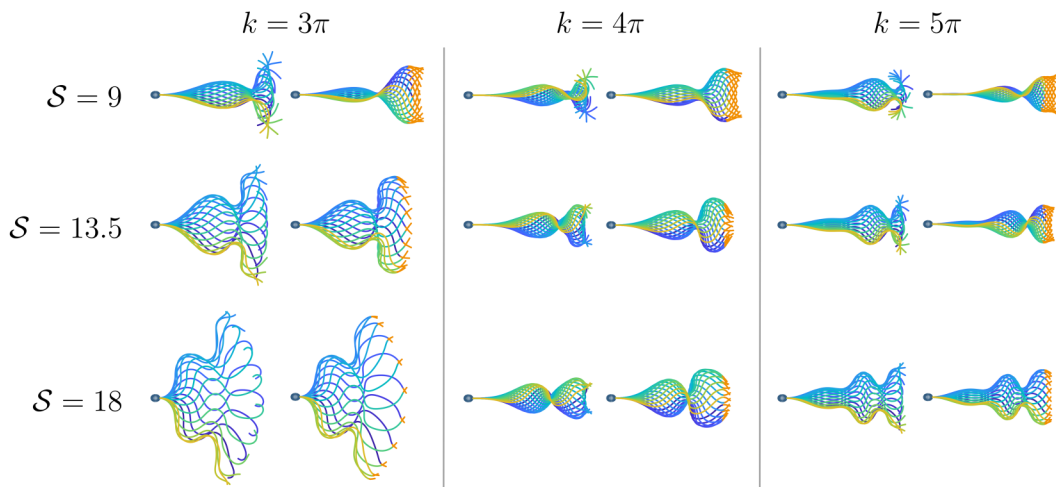 k = 3π
k = 4π
k = 5π
𝒮 = 9
𝒮 = 13.5
𝒮 = 18